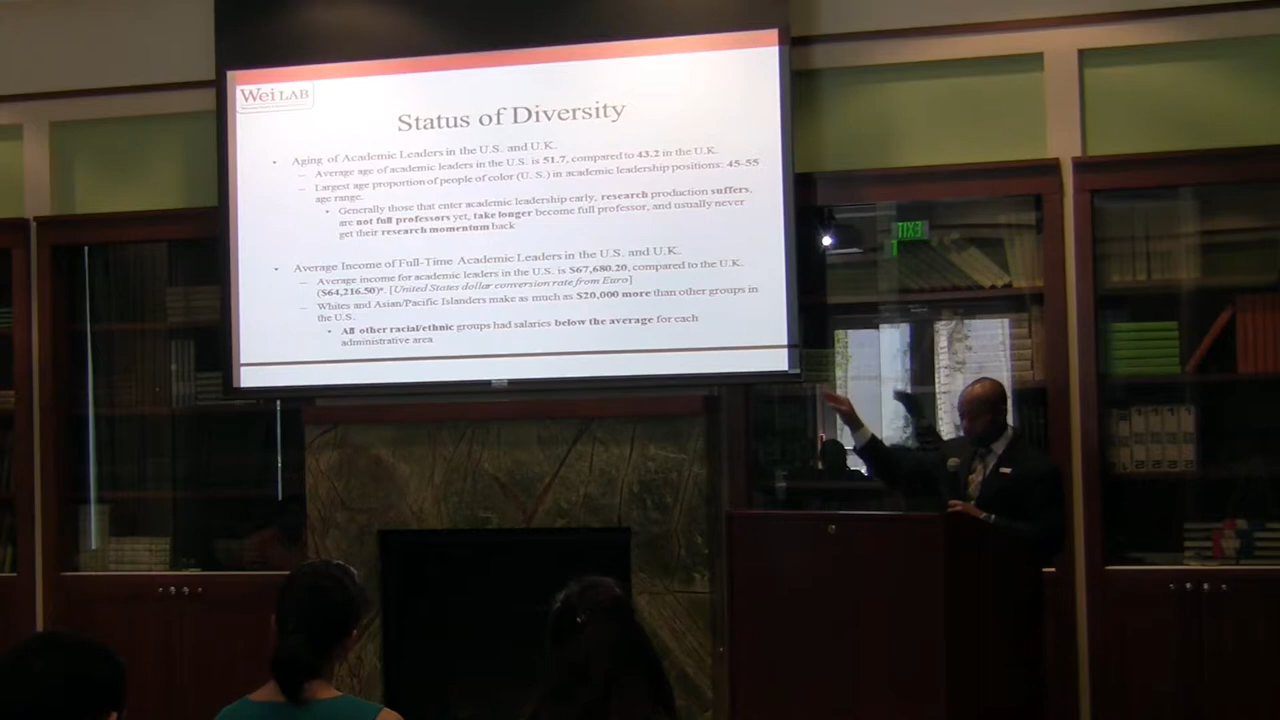 Wei LAB
Status of Diversity
• Aging of Academic Leaders in the U.S. and U.K.
– Average age of academic leaders in the U.S. is 51.7, compared to 43.2 in the U.K.
– Largest age proportion of people of color (U. S.) in academic leadership positions: 45-55
age range.
• Generally those that enter academic leadership early, research production suffers,
are not full professors yet, take longer become full professor, and usually never
get their research momentum back
• Average Income of Full-Time Academic Leaders in the U.S. and U.K.
– Average income for academic leaders in the U.S. is $67,680.20, compared to the U.K.
($64,216.50)*. [United States dollar conversion rate from Euro]
– Whites and Asian/Pacific Islanders make as much as $20,000 more than other groups in
the U.S.
• All other racial/ethnic groups had salaries below the average for each
administrative area
EXIT